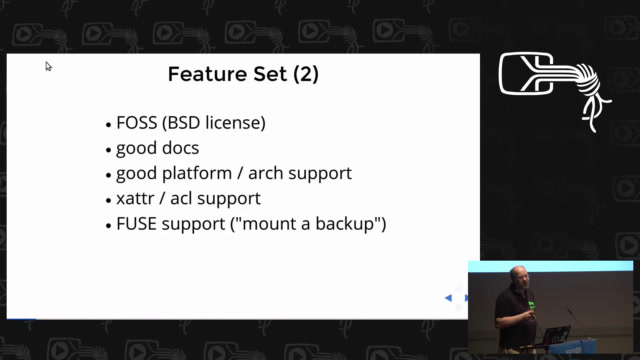 Feature Set (2)
• FOSS (BSD license)
• good docs
• good platform / arch support
• xattr / acl support
• FUSE support ("mount a backup")